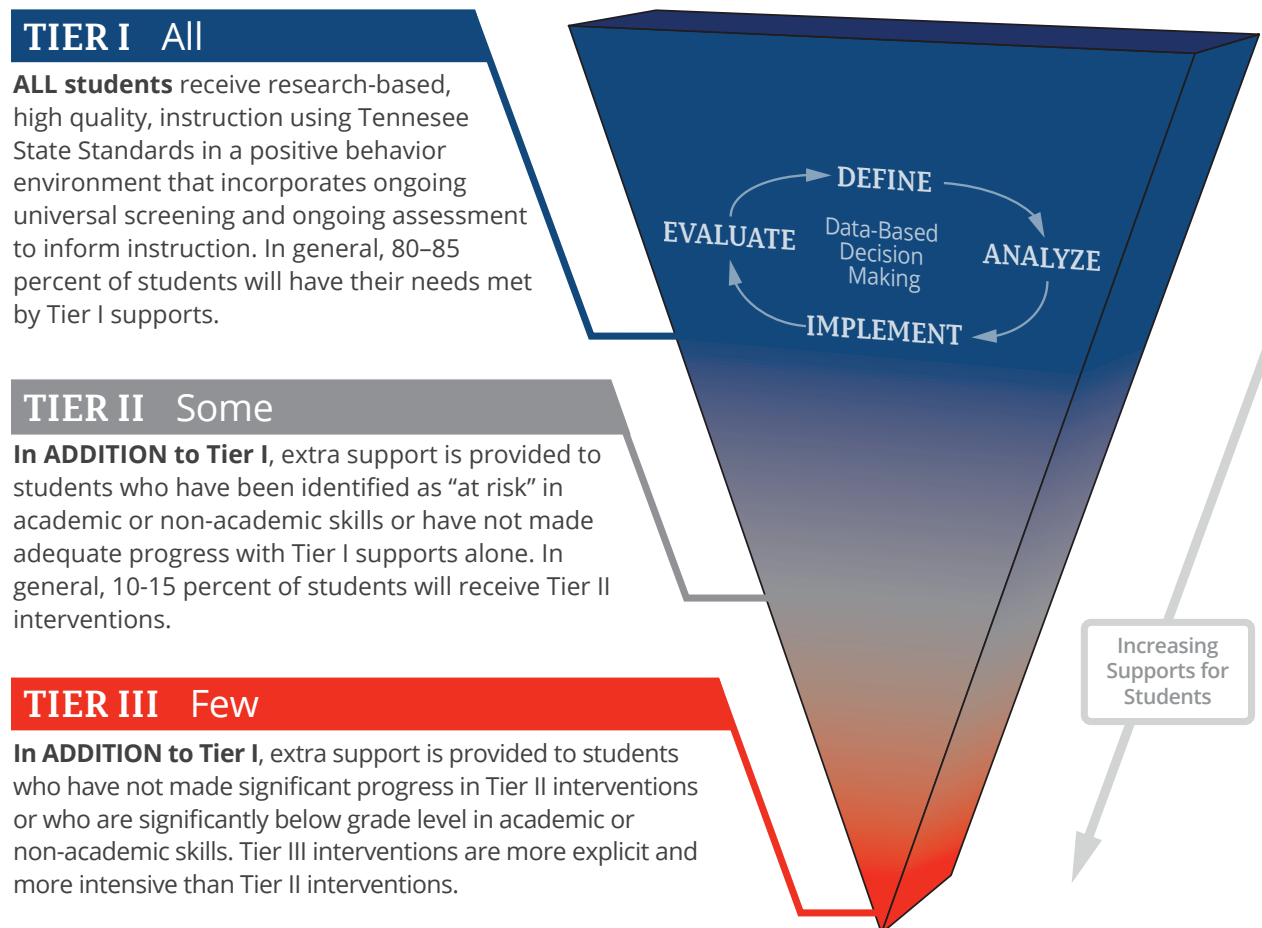 TIER I All
ALL students receive research-based,
high quality, instruction using Tennesee
State Standards in a positive behavior
environment that incorporates ongoing
universal screening and ongoing assessment
to inform instruction. In general, 80–85
percent of students will have their needs met
by Tier I supports.
DEFINE
EVALUATE
Data-Based
Decision
Making
ANALYZE
IMPLEMENT
TIER II Some
In ADDITION to Tier I, extra support is provided to
students who have been identified as “at risk” in
academic or non-academic skills or have not made
adequate progress with Tier I supports alone. In
general, 10-15 percent of students will receive Tier II
interventions.
Increasing
Supports for
Students
TIER III Few
In ADDITION to Tier I, extra support is provided to students
who have not made significant progress in Tier II interventions
or who are significantly below grade level in academic or
non-academic skills. Tier III interventions are more explicit and
more intensive than Tier II interventions.